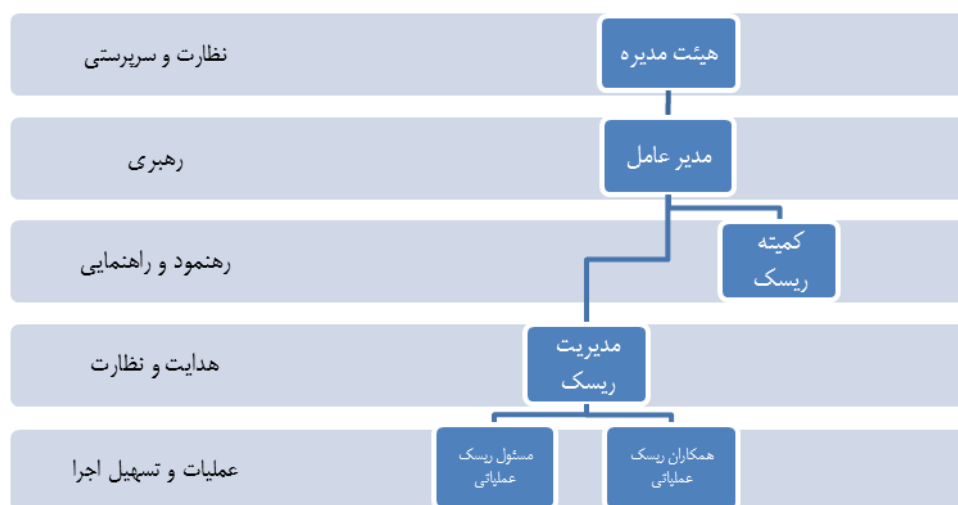 هیئت مدیره
نظارت و سرپرستی
مدیر عامل
رهبری
کمیته
ریسک
رهنمود و راهنمایی
مدیریت
ریسک
هدایت و نظارت
همکاران ریسک
عملیاتی
مسئول ریسک
عملیاتی
عملیات و تسهیل اجرا